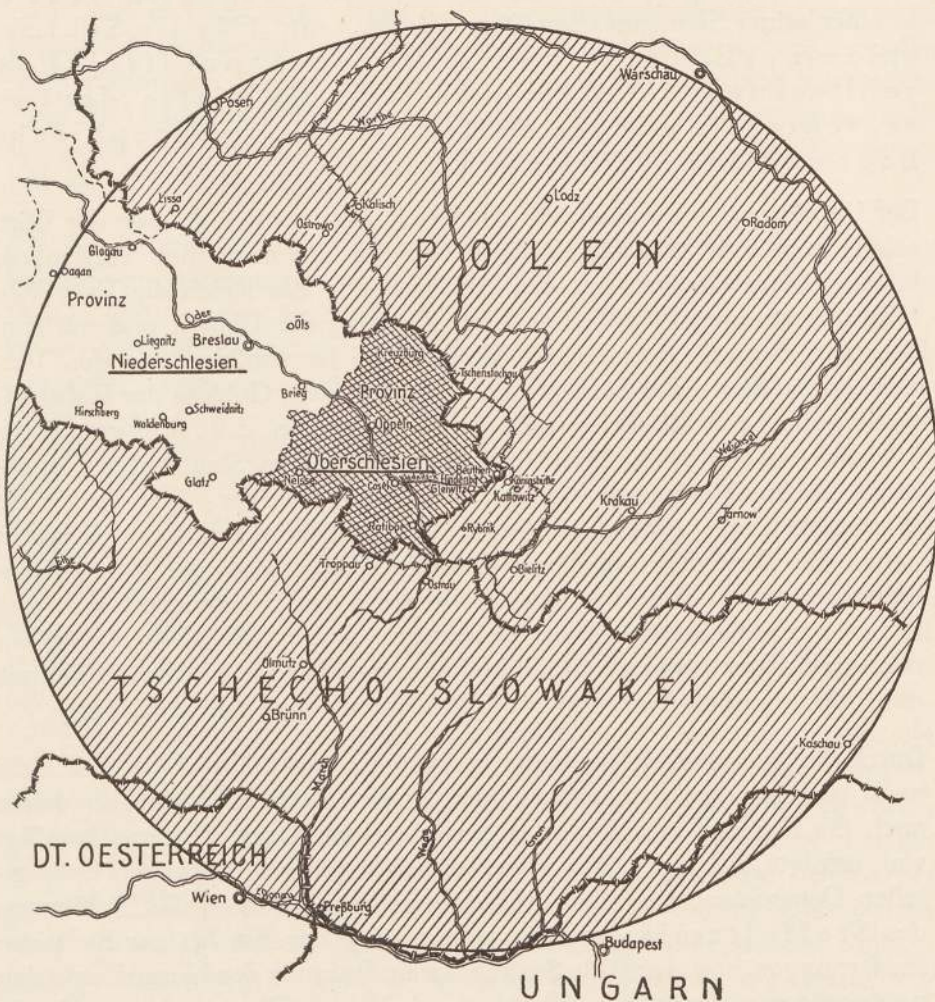 Warschau
Posen
Warthe
Lissa
Kalisch
Lodz
Ostrowo
Radom
Glogau
POLEN
Sagan
Provinz
Oder
Öls
Liegnitz
Breslau
Niederschlesien
Kreuzburg
Tschenstochau
Brieg
Provinz
Hirschberg
Schweidnitz
Waldenburg
Oppeln
Weichsel
Oberschlesien
Beuthen
Neisse
Glatz
Cosel
Hindenburg
Königshütte
Gleiwitz
Kattowitz
Krakau
Tarnow
Ratibor
Rybnik
Elbe
Troppau
Bielitz
Ostrau
Olmütz
TSCHECHO-SLOWAKEI
Brünn
Kaschau
March
Waag
Gran
DT. OESTERREICH
Wien
Donau
Preßburg
Budapest
UNGARN